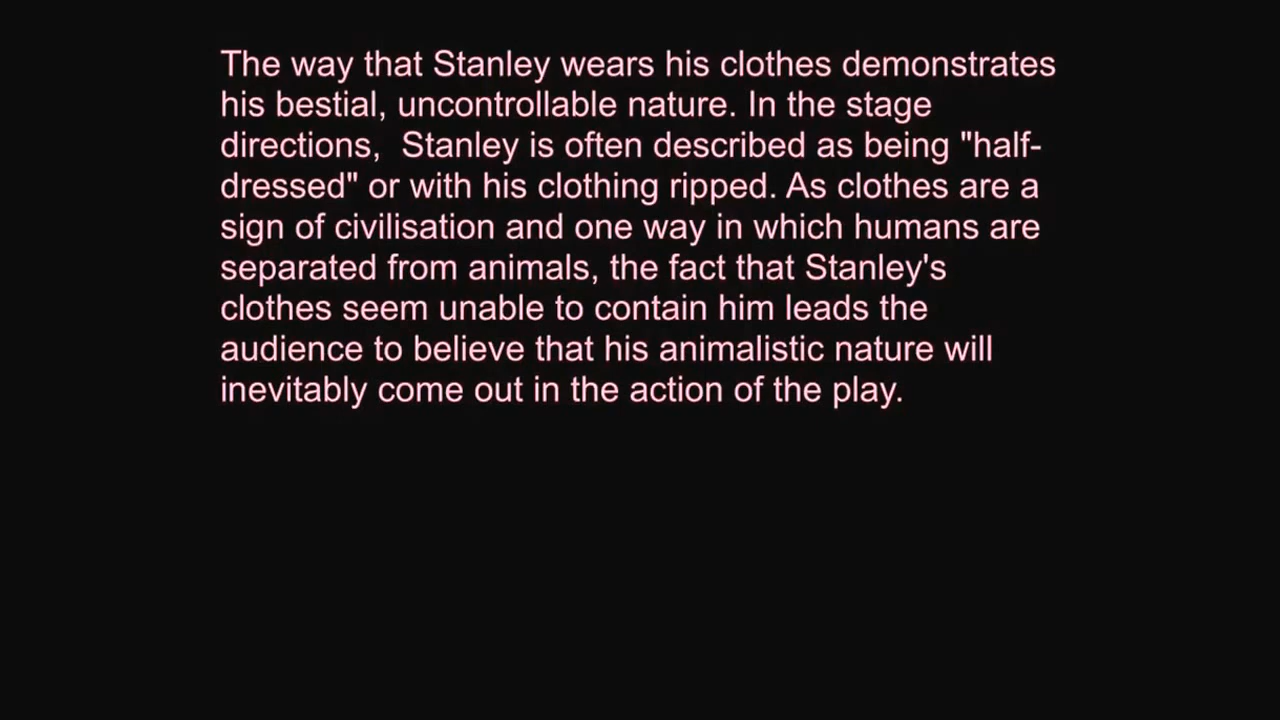 The way that Stanley wears his clothes demonstrates
his bestial, uncontrollable nature. In the stage
directions,  Stanley is often described as being "half-
dressed" or with his clothing ripped. As clothes are a
sign of civilisation and one way in which humans are
separated from animals, the fact that Stanley's
clothes seem unable to contain him leads the
audience to believe that his animalistic nature will
inevitably come out in the action of the play.